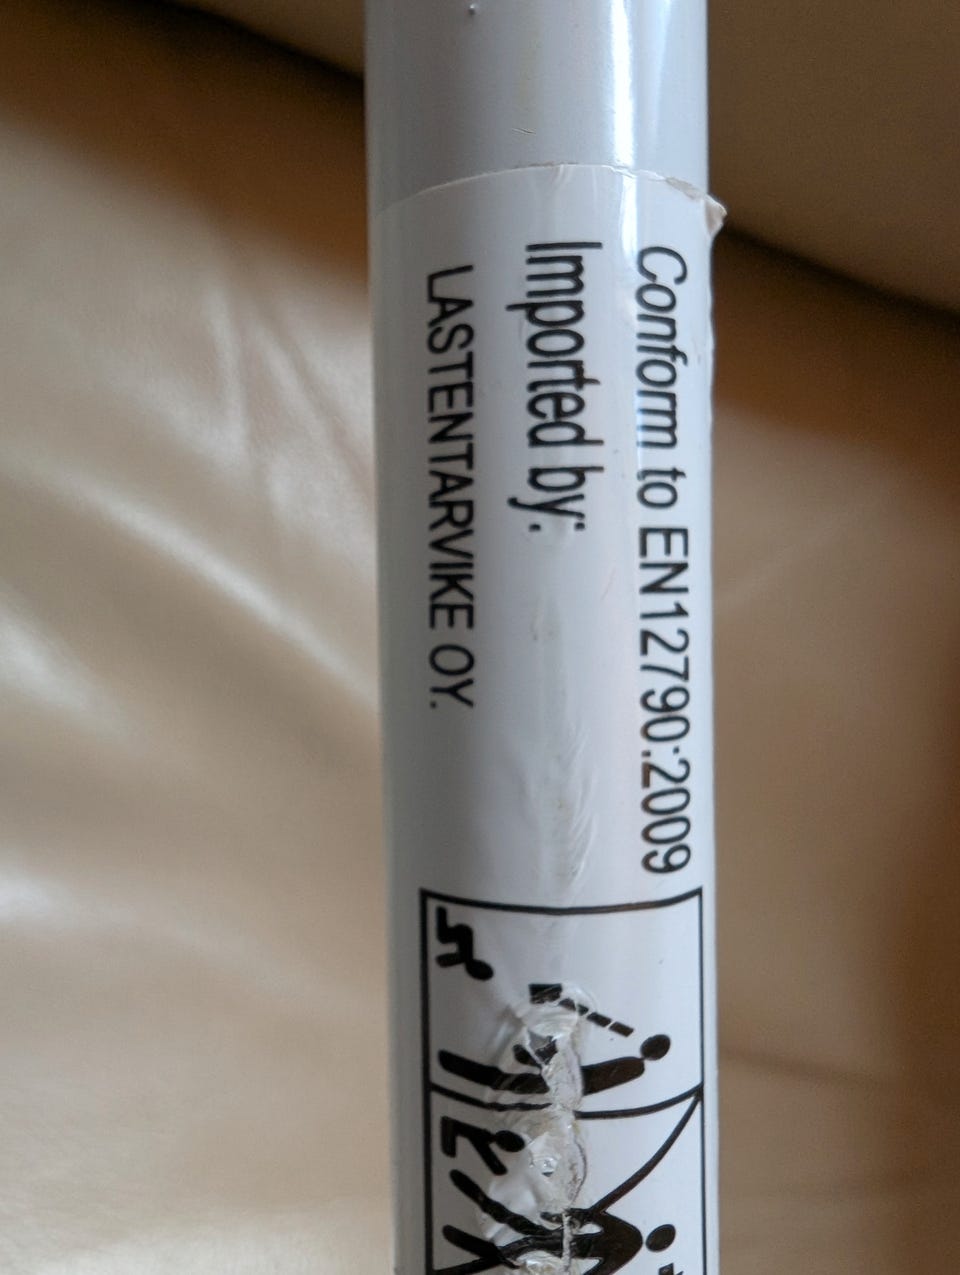 Conform to EN12790:2009
Imported by:
LASTENTARVIKE OY.